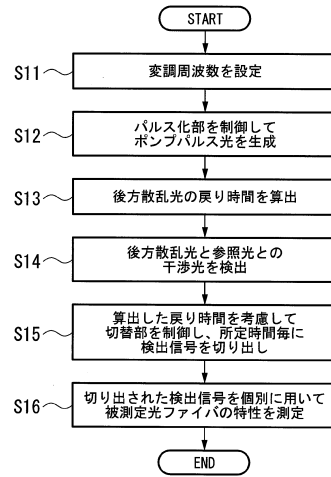 START
S11
変調周波数を設定
S12
パルス化部を制御して
ポンプパルス光を生成
S13
後方散乱光の戻り時間を算出
S14
後方散乱光と参照光との
干渉光を検出
S15
算出した戻り時間を考慮して
切替部を制御し、所定時間毎に
検出信号を切り出し
S16
切り出された検出信号を個別に用いて
被測定光ファイバの特性を測定
END